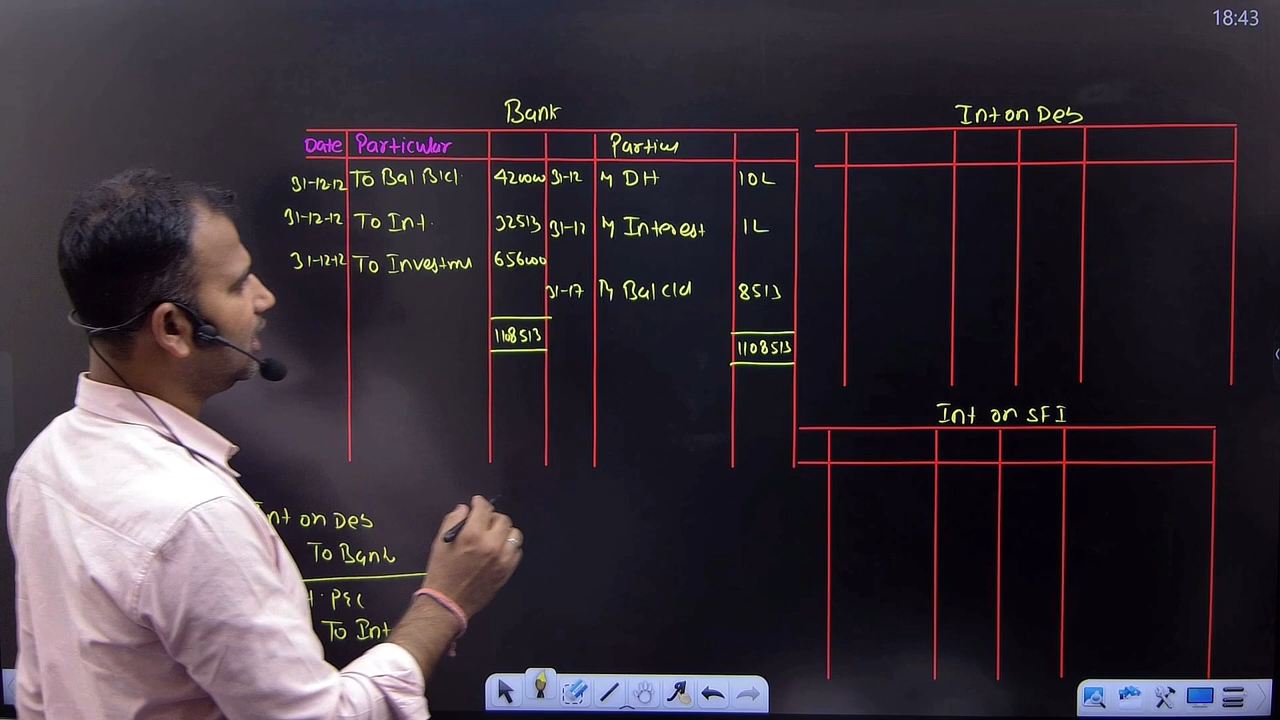 18:43
Bank
Date Particular Particu
31-12-12 To Bal B/d. 420000 31-12 By DH 10L
31-12-12 To Int. 32513 31-12 By Interest 1L
31-12-12 To Investmn 656000
31-12 By Bal c/d 8513
1108513 1108513
Int on Deb
Int on SFI
Int on Deb
To Bank
P&L
To Int